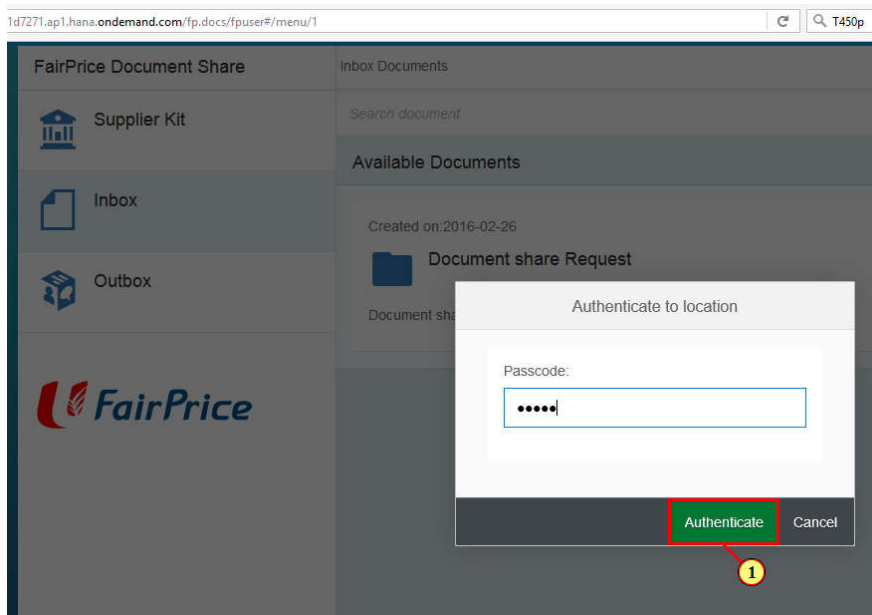 1d7271.ap1.hana.ondemand.com/fp.docs/fpuser#/menu/1
T450p
FairPrice Document Share
Inbox Documents
Supplier Kit
Search document
Available Documents
Inbox
Created on:2016-02-26
Document share Request
Outbox
Document sha
Authenticate to location
Passcode:
•••••
FairPrice
Authenticate
Cancel
1